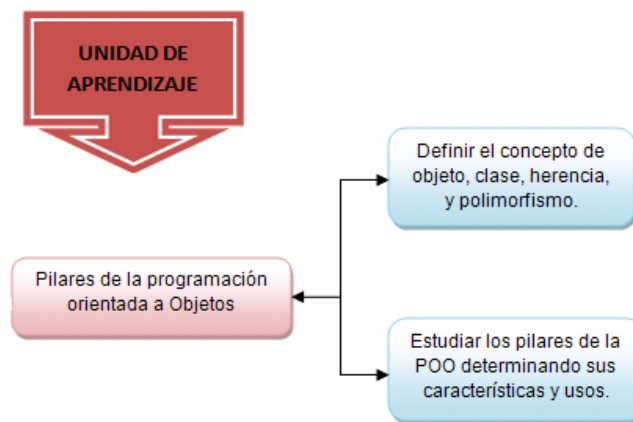 UNIDAD DE
APRENDIZAJE
Definir el concepto de
objeto, clase, herencia,
y polimorfismo.
Pilares de la programación
orientada a Objetos
Estudiar los pilares de la
POO determinando sus
características y usos.